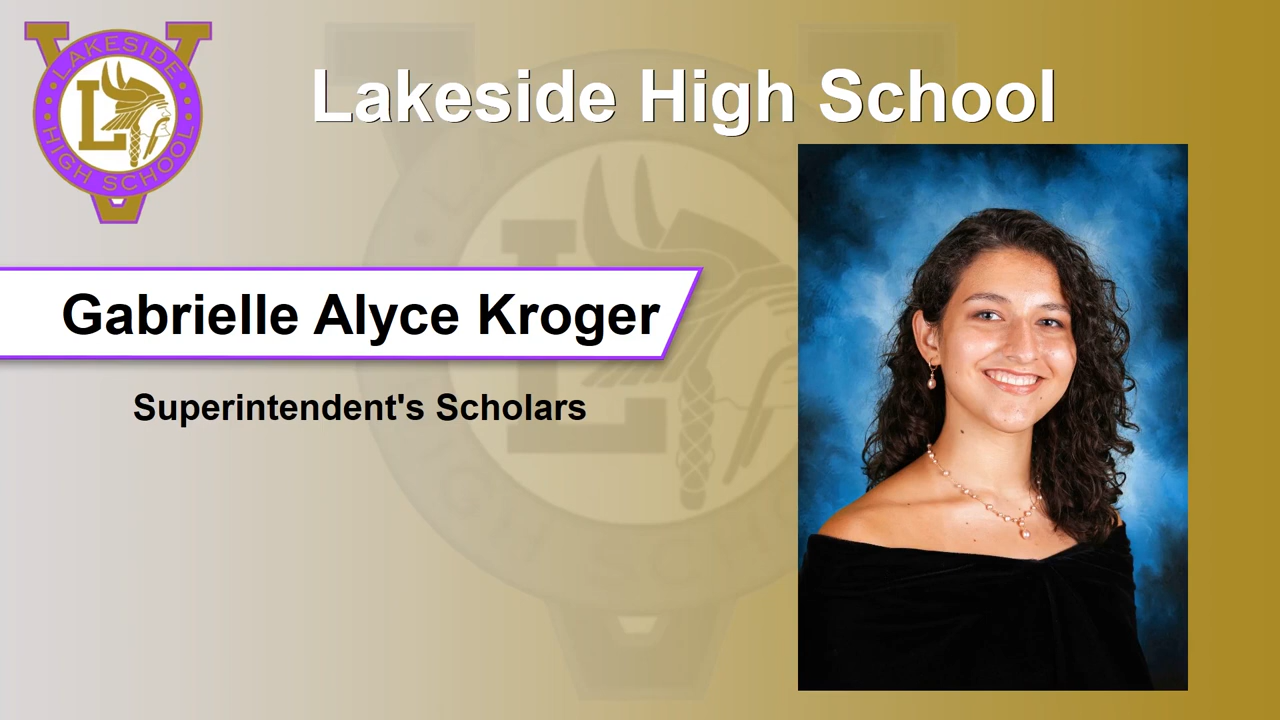 LAKESIDE
L
HIGH SCHOOL
Lakeside High School
Gabrielle Alyce Kroger
Superintendent's Scholars